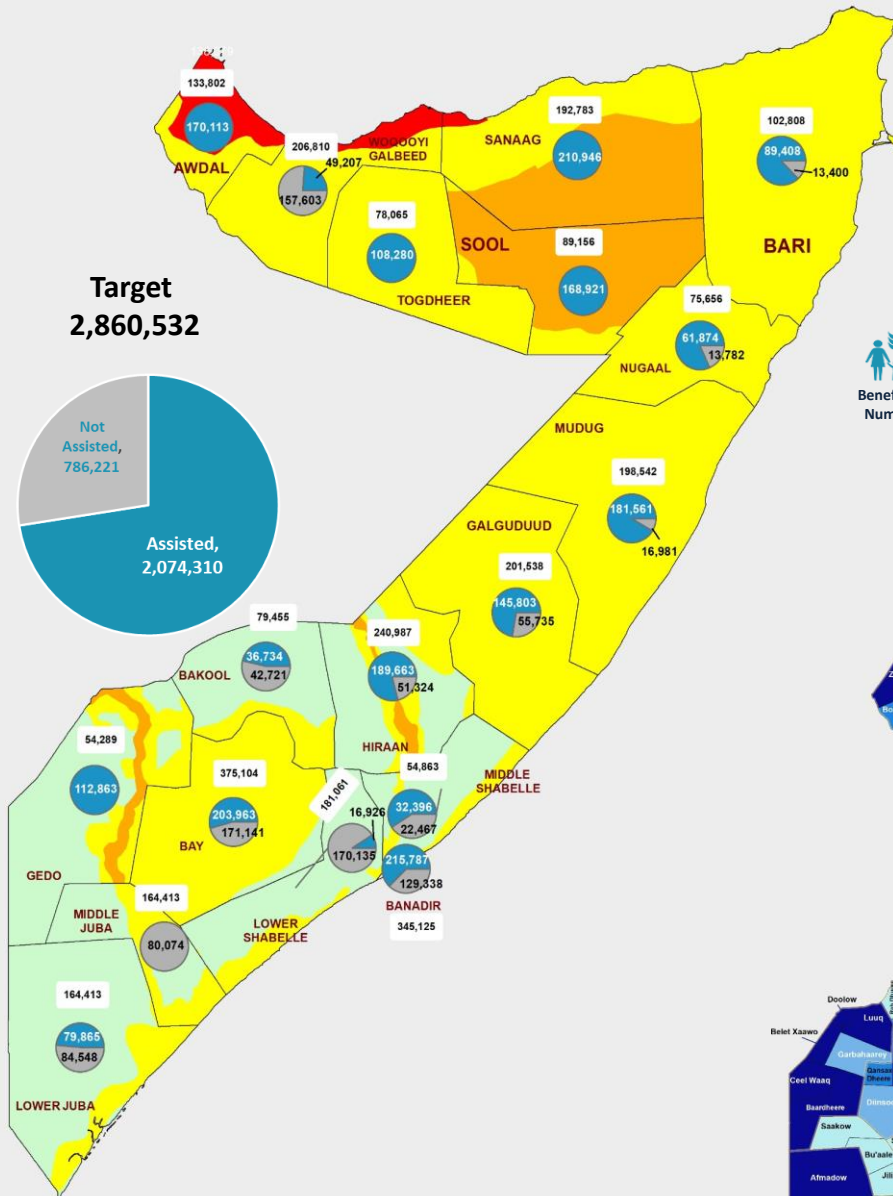 133,802
170,113
AWDAL
206,810
49,207
157,603
WOQOOYI
GALBEED
78,065
108,280
TOGDHEER
192,783
SANAAG
210,946
SOOL
89,156
168,921
102,808
89,408
13,400
BARI
75,656
61,874
13,782
NUGAAL
Target
2,860,532
Not
Assisted,
786,221
Assisted,
2,074,310
MUDUG
198,542
181,561
16,981
GALGUDUUD
201,538
145,803
55,735
79,455
36,734
42,721
BAKOOL
240,987
189,663
51,324
HIRAAN
54,289
112,863
GEDO
375,104
203,963
171,141
BAY
181,061
16,926
170,135
54,863
32,396
22,467
MIDDLE
SHABELLE
215,787
129,338
BANADIR
345,125
LOWER
SHABELLE
MIDDLE
JUBA
164,413
80,074
164,413
79,865
84,548
LOWER JUBA
Doolow
Luuq
Belet Xaawo
Garbahaarey
Ceel Waaq
Dheere
Baardheere
Saakow
Bu'aale
Afmadow